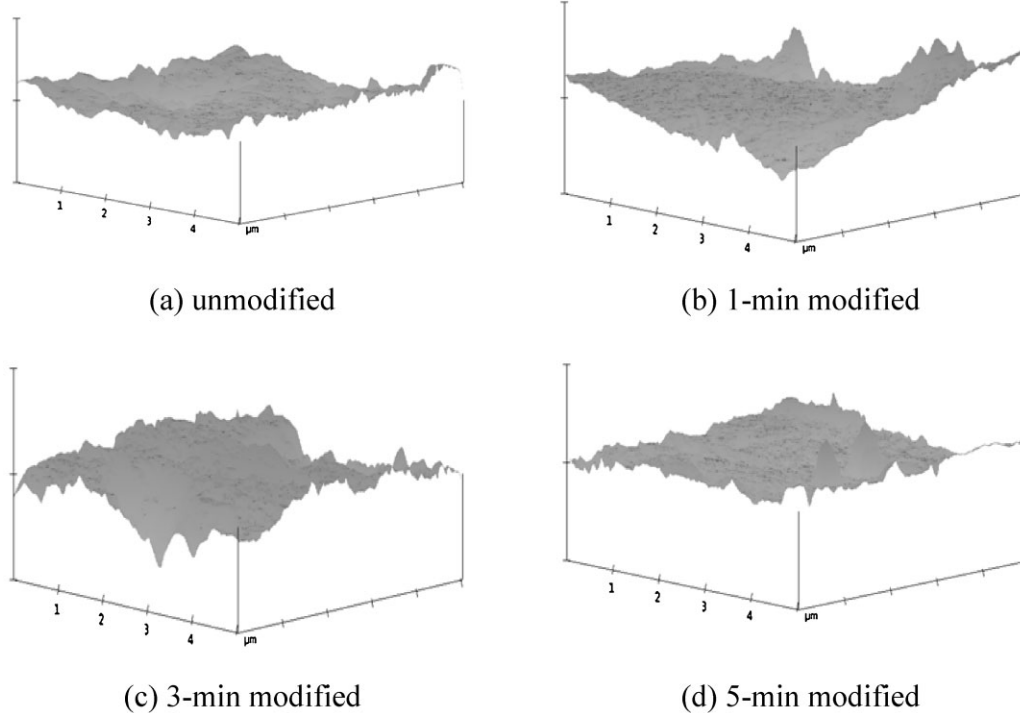 1 2 3 4 µm
1 2 3 4 µm
(a) unmodified
(b) 1-min modified
1 2 3 4 µm
1 2 3 4 µm
(c) 3-min modified
(d) 5-min modified